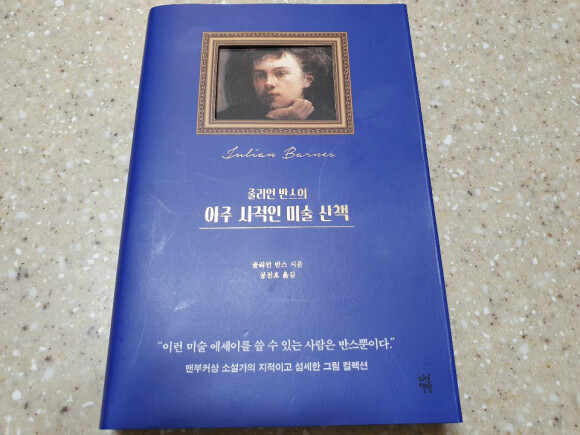 Julian Barnes
줄리언 반스의
아주 사적인 미술 산책
줄리언 반스 지음
공진호 옮김
“이런 미술 에세이를 쓸 수 있는 사람은 반스뿐이다.”
맨부커상 소설가의 지적이고 섬세한 그림 컬렉션